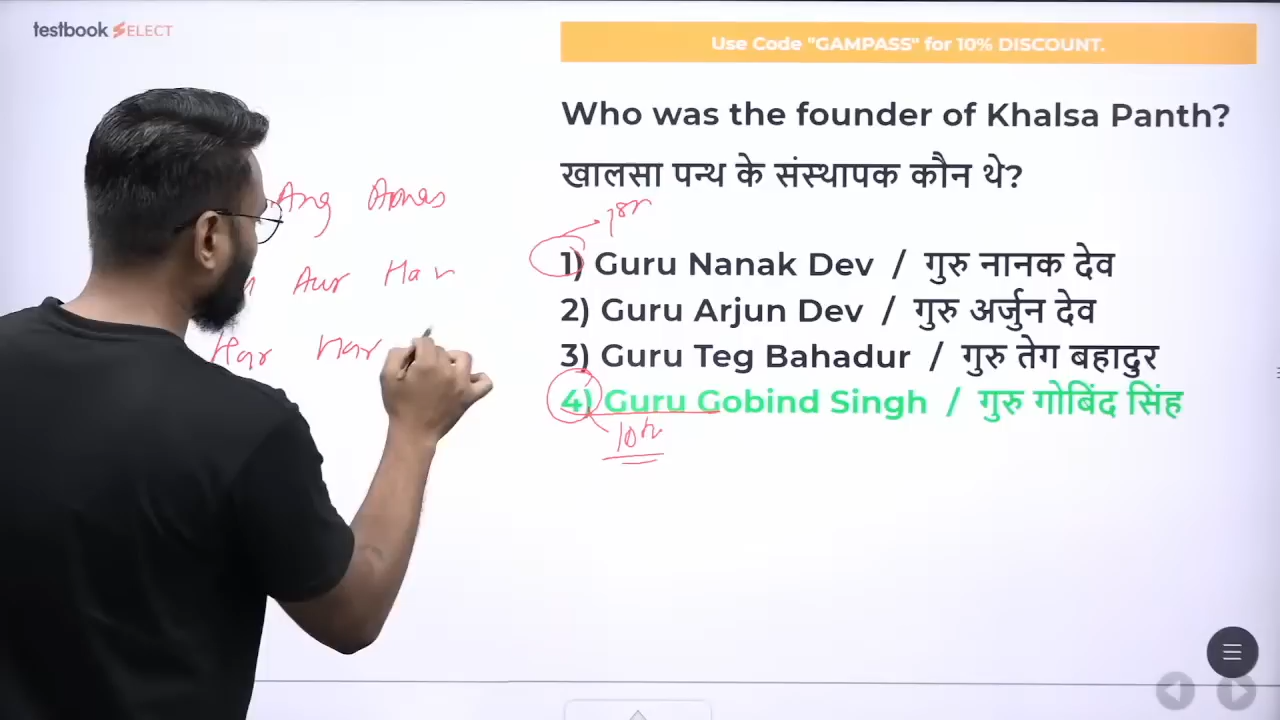 testbook SELECT
Use Code "GAMPASS" for 10% DISCOUNT.
Who was the founder of Khalsa Panth?
खालसा पन्थ के संस्थापक कौन थे?
1) Guru Nanak Dev / गुरु नानक देव
2) Guru Arjun Dev / गुरु अर्जुन देव
3) Guru Teg Bahadur / गुरु तेग बहादुर
4) Guru Gobind Singh / गुरु गोबिंद सिंह
10th
Ang
Aur Har
Har Har